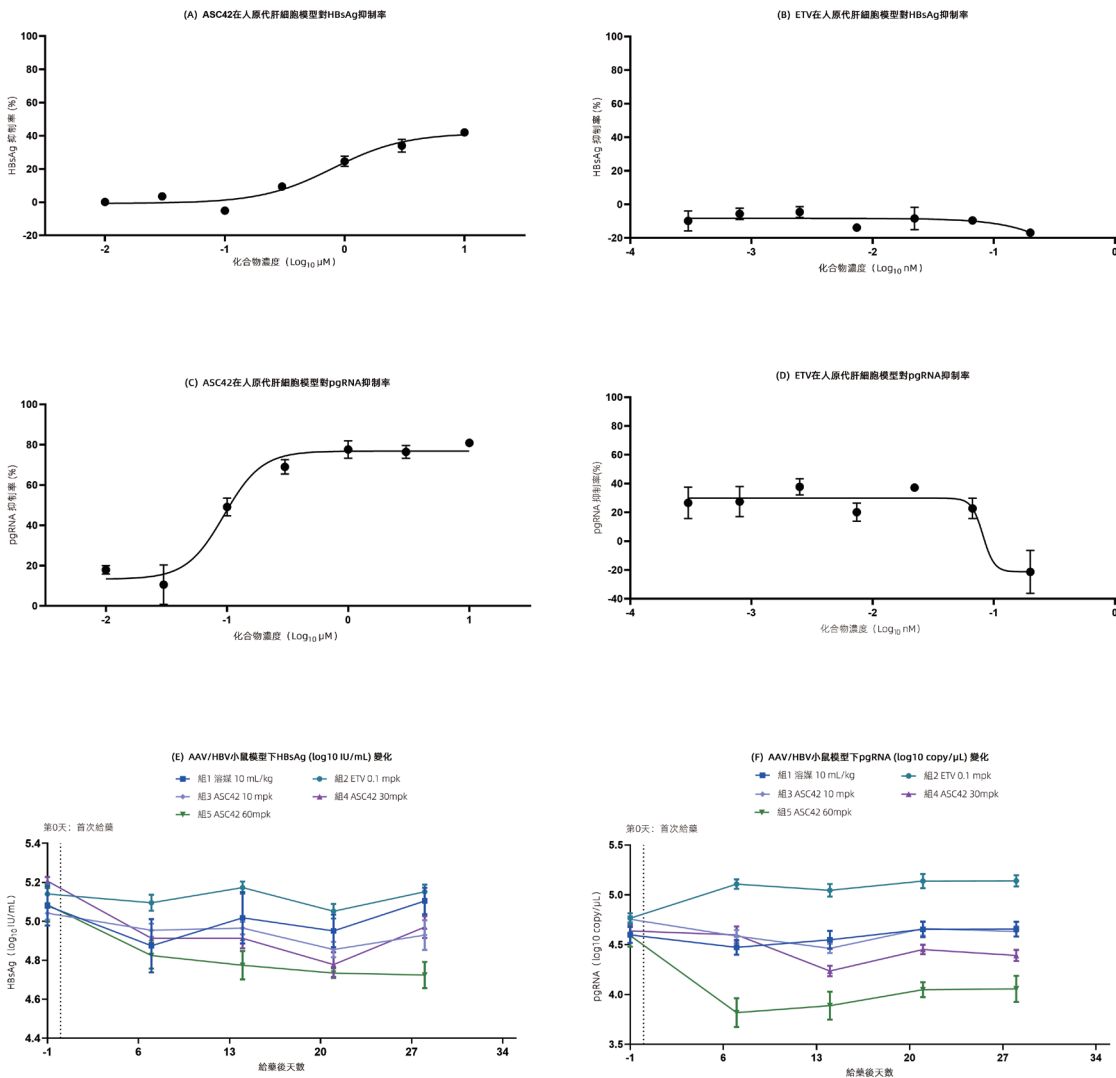 (A) ASC42在人原代肝細胞模型對HBsAg抑制率
100
80
60
40
20
0
-20
HBsAg 抑制率 (%)
-2
-1
0
1
化合物濃度（Log10 μM）
(B) ETV在人原代肝細胞模型對HBsAg抑制率
100
80
60
40
20
0
-20
HBsAg 抑制率 (%)
-4
-3
-2
-1
0
化合物濃度（Log10 nM）
(C) ASC42在人原代肝細胞模型對pgRNA抑制率
100
80
60
40
20
0
pgRNA 抑制率 (%)
-2
-1
0
1
化合物濃度（Log10 μM）
(D) ETV在人原代肝細胞模型對pgRNA抑制率
100
80
60
40
20
0
-20
-40
pgRNA 抑制率(%)
-4
-3
-2
-1
0
化合物濃度（Log10 nM）
(E) AAV/HBV小鼠模型下HBsAg (log10 IU/mL) 變化
組1 溶媒 10 mL/kg
組2 ETV 0.1 mpk
組3 ASC42 10 mpk
組4 ASC42 30mpk
組5 ASC42 60mpk
第0天：首次給藥
5.4
5.2
5.0
4.8
4.6
4.4
HBsAg（log10 IU/mL）
-1
6
13
20
27
34
給藥後天數
(F) AAV/HBV小鼠模型下pgRNA (log10 copy/μL) 變化
組1 溶媒 10 mL/kg
組2 ETV 0.1 mpk
組3 ASC42 10 mpk
組4 ASC42 30mpk
組5 ASC42 60mpk
第0天：首次給藥
5.5
5.0
4.5
4.0
3.5
pgRNA（log10 copy/μL）
-1
6
13
20
27
34
給藥後天數